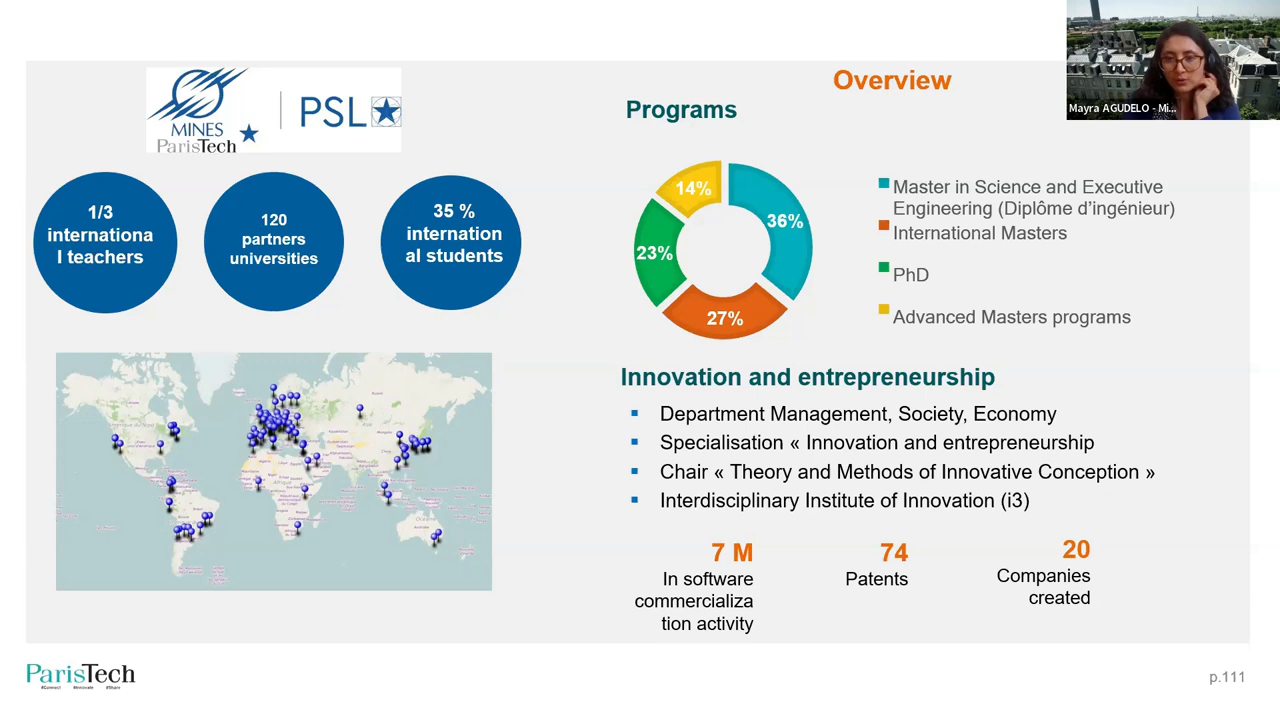 MINES
ParisTech
PSL
Overview
Programs
Mayra AGUDELO - Mi...
1/3
internationa
l teachers
120
partners
universities
35 %
internation
al students
14%
36%
23%
27%
Master in Science and Executive
Engineering (Diplôme d'ingénieur)
International Masters
PhD
Advanced Masters programs
Innovation and entrepreneurship
Department Management, Society, Economy
Specialisation « Innovation and entrepreneurship
Chair « Theory and Methods of Innovative Conception »
Interdisciplinary Institute of Innovation (i3)
7 M
In software
commercializa
tion activity
74
Patents
20
Companies
created
ParisTech
#Connect #Innovate #Share
p.111